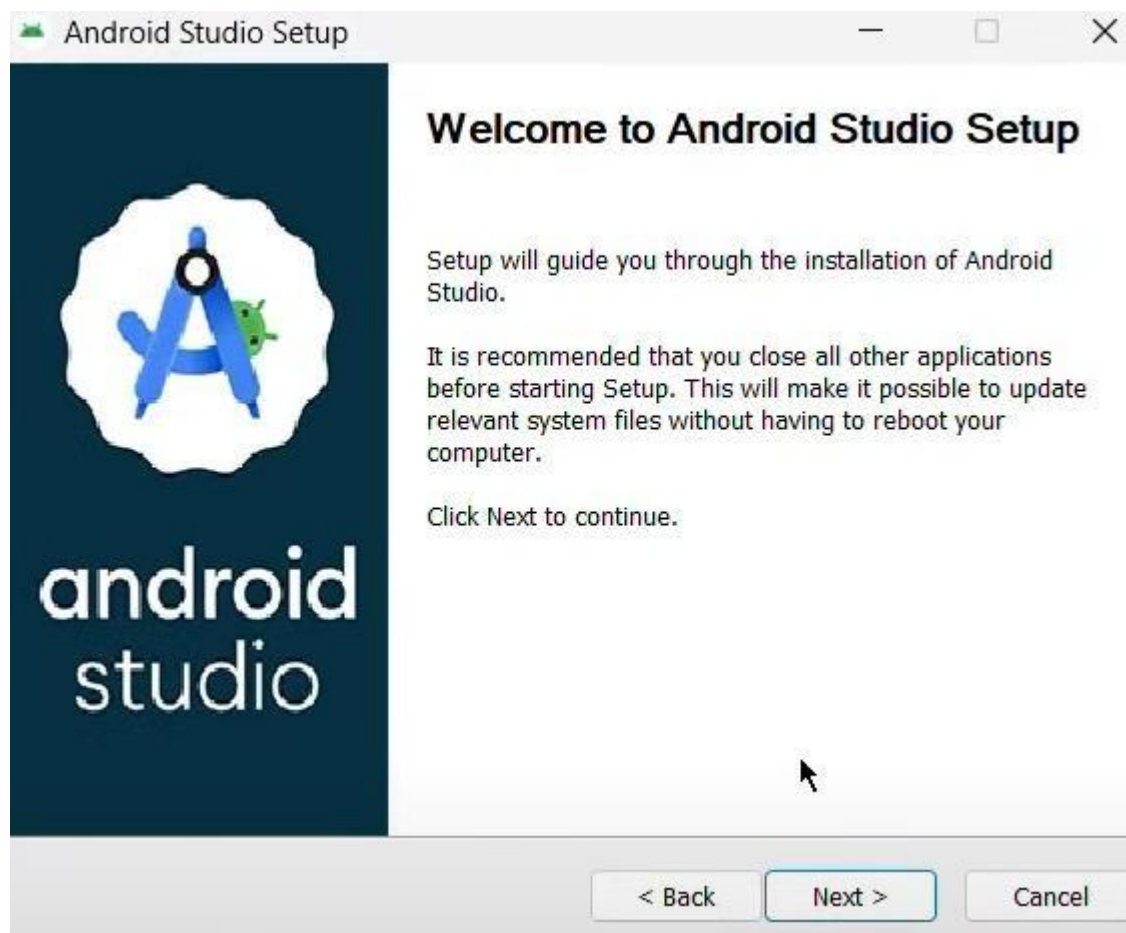 Android Studio Setup
Welcome to Android Studio Setup
Setup will guide you through the installation of Android
Studio.
It is recommended that you close all other applications
before starting Setup. This will make it possible to update
relevant system files without having to reboot your
computer.
Click Next to continue.
android
studio
< Back
Next >
Cancel